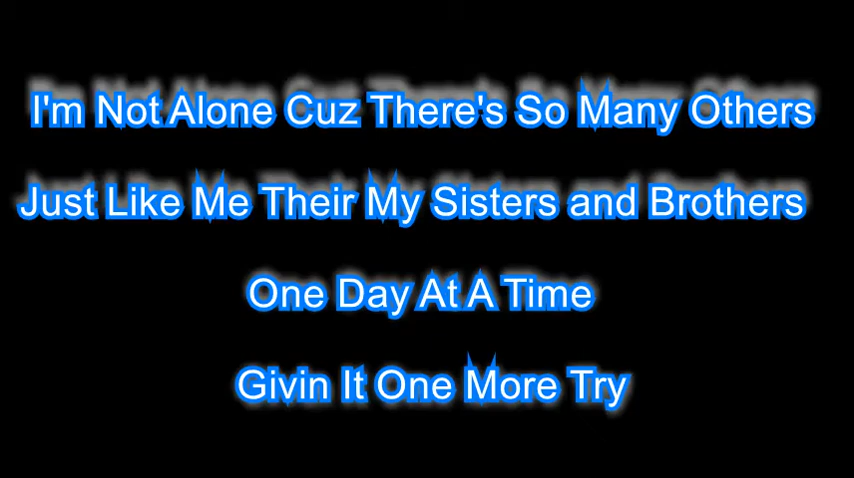 I'm Not Alone Cuz There's So Many Others
Just Like Me Their My Sisters and Brothers
One Day At A Time
Givin It One More Try